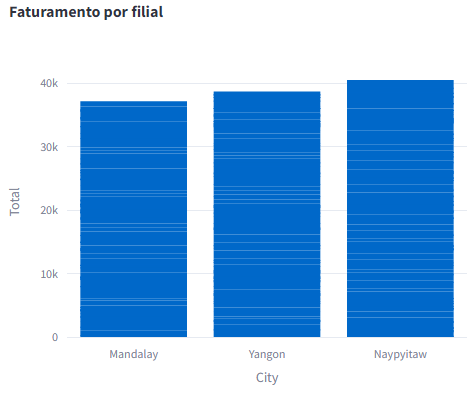 Faturamento por filial
40k
30k
20k
10k
0
Total
Mandalay
Yangon
Naypyitaw
City